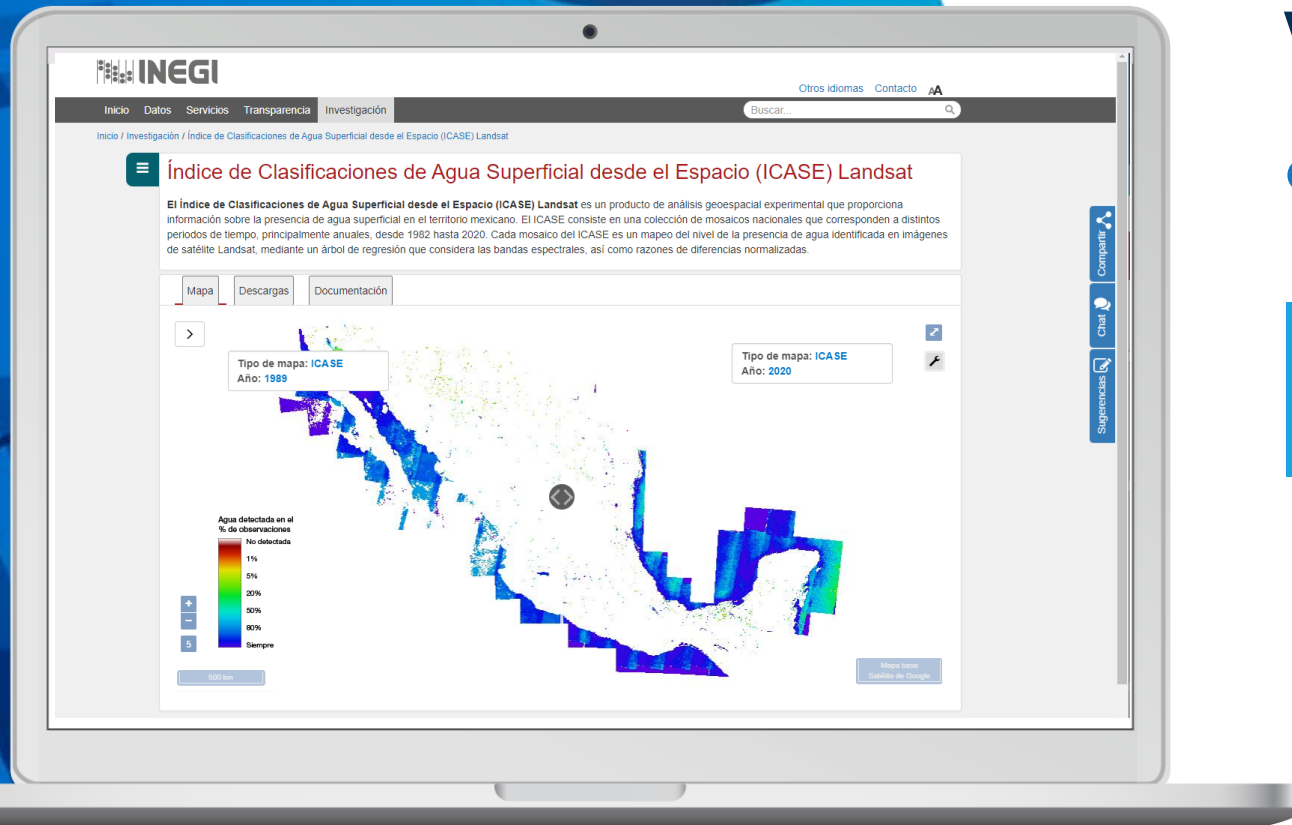 INEGI
Otros idiomas Contacto AA
Inicio Datos Servicios Transparencia Investigación Buscar...
Inicio / Investigación / Índice de Clasificaciones de Agua Superficial desde el Espacio (ICASE) Landsat
Índice de Clasificaciones de Agua Superficial desde el Espacio (ICASE) Landsat
El Índice de Clasificaciones de Agua Superficial desde el Espacio (ICASE) Landsat es un producto de análisis geoespacial experimental que proporciona
información sobre la presencia de agua superficial en el territorio mexicano. El ICASE consiste en una colección de mosaicos nacionales que corresponden a distintos
periodos de tiempo, principalmente anuales, desde 1982 hasta 2020. Cada mosaico del ICASE es un mapeo del nivel de la presencia de agua identificada en imágenes
de satélite Landsat, mediante un árbol de regresión que considera las bandas espectrales, así como razones de diferencias normalizadas.
Compartir
Chat
Sugerencias
Mapa Descargas Documentación
Tipo de mapa: ICASE
Año: 1989
Tipo de mapa: ICASE
Año: 2020
Agua detectada en el
% de observaciones
No detectada
1%
5%
20%
50%
80%
Siempre
+
−
5
500 km
Mapa base
Satélite de Google